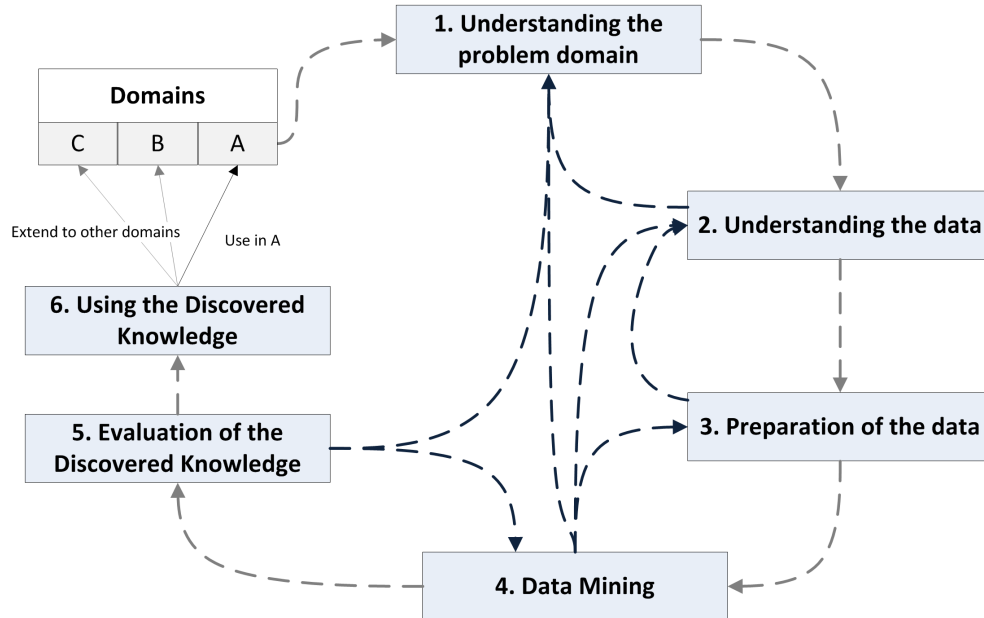 1. Understanding the
problem domain
Domains
C B A
2. Understanding the data
Extend to other domains
Use in A
6. Using the Discovered
Knowledge
3. Preparation of the data
5. Evaluation of the
Discovered Knowledge
4. Data Mining